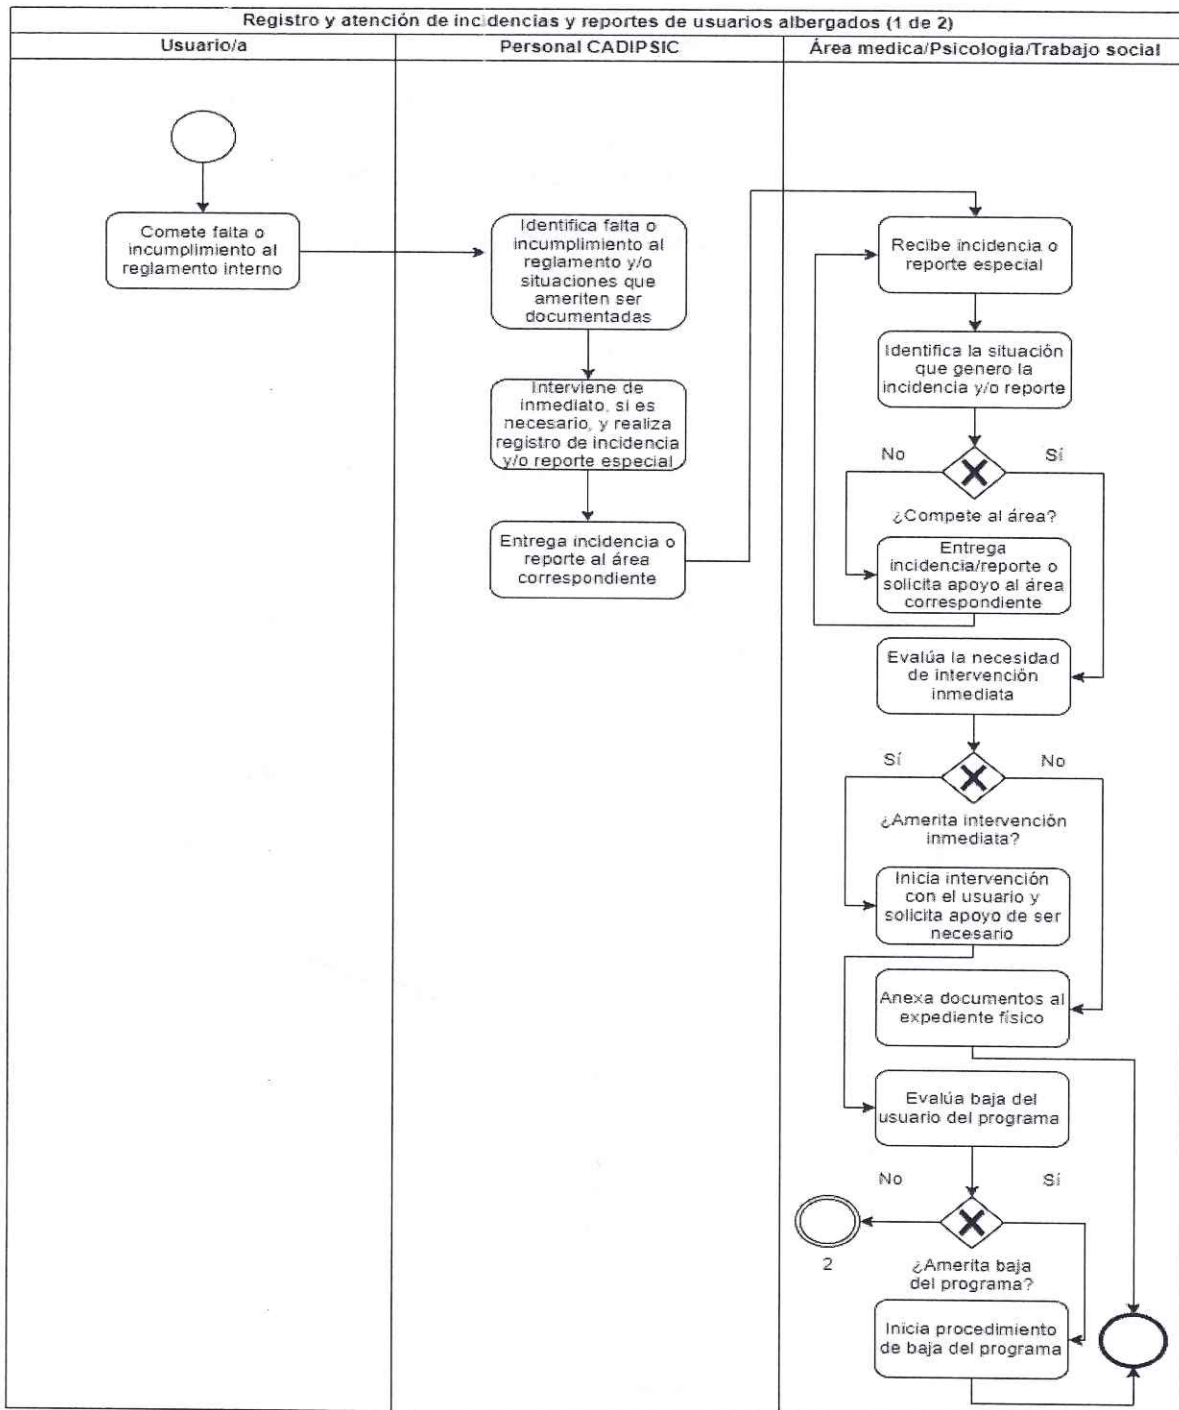 Registro y atención de incidencias y reportes de usuarios albergados (1 de 2)
Usuario/a
Personal CADIPSIC
Área medica/Psicologia/Trabajo social
Comete falta o
incumplimiento al
reglamento interno
Identifica falta o
incumplimiento al
reglamento y/o
situaciones que
ameriten ser
documentadas
Interviene de
inmediato, si es
necesario, y realiza
registro de incidencia
y/o reporte especial
Entrega incidencia o
reporte al área
correspondiente
Recibe incidencia o
reporte especial
Identifica la situación
que genero la
incidencia y/o reporte
No
Sí
¿Compete al área?
Entrega
incidencia/reporte o
solicita apoyo al área
correspondiente
Evalúa la necesidad
de intervención
inmediata
Sí
No
¿Amerita intervención
inmediata?
Inicia intervención
con el usuario y
solicita apoyo de ser
necesario
Anexa documentos al
expediente físico
Evalúa baja del
usuario del programa
No
Sí
2
¿Amerita baja
del programa?
Inicia procedimiento
de baja del programa